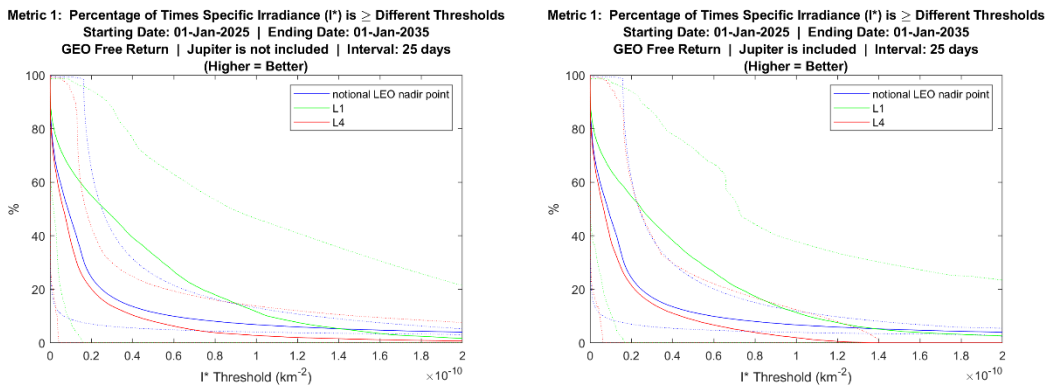 Metric 1:  Percentage of Times Specific Irradiance (I*) is ≥ Different Thresholds
Starting Date: 01-Jan-2025  |  Ending Date: 01-Jan-2035
GEO Free Return  |  Jupiter is not included  |  Interval: 25 days
(Higher = Better)
100
80
60
40
20
0
%
notional LEO nadir point
L1
L4
0 0.2 0.4 0.6 0.8 1 1.2 1.4 1.6 1.8 2
I* Threshold (km-2)
×10-10
Metric 1:  Percentage of Times Specific Irradiance (I*) is ≥ Different Thresholds
Starting Date: 01-Jan-2025  |  Ending Date: 01-Jan-2035
GEO Free Return  |  Jupiter is included  |  Interval: 25 days
(Higher = Better)
100
80
60
40
20
0
%
notional LEO nadir point
L1
L4
0 0.2 0.4 0.6 0.8 1 1.2 1.4 1.6 1.8 2
I* Threshold (km-2)
×10-10